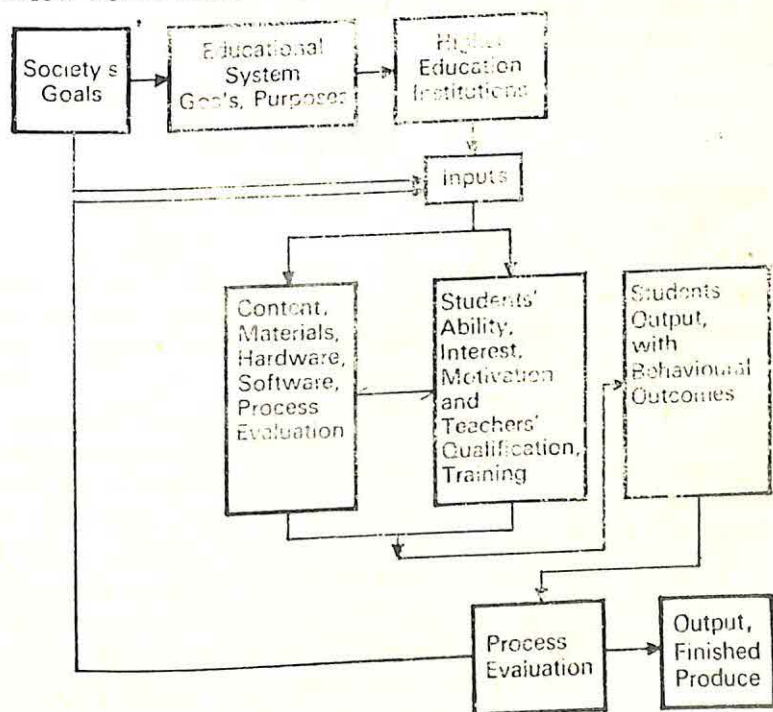 Society s
Goals
Educational
System
Goa's, Purposes
Higher
Education
Institutions
Inputs
Content,
Materials,
Hardware,
Software,
Process
Evaluation
Students'
Ability,
Interest,
Motivation
and
Teachers'
Qualification,
Training
Students
Output,
with
Behavioural
Outcomes
Process
Evaluation
Output,
Finished
Produce